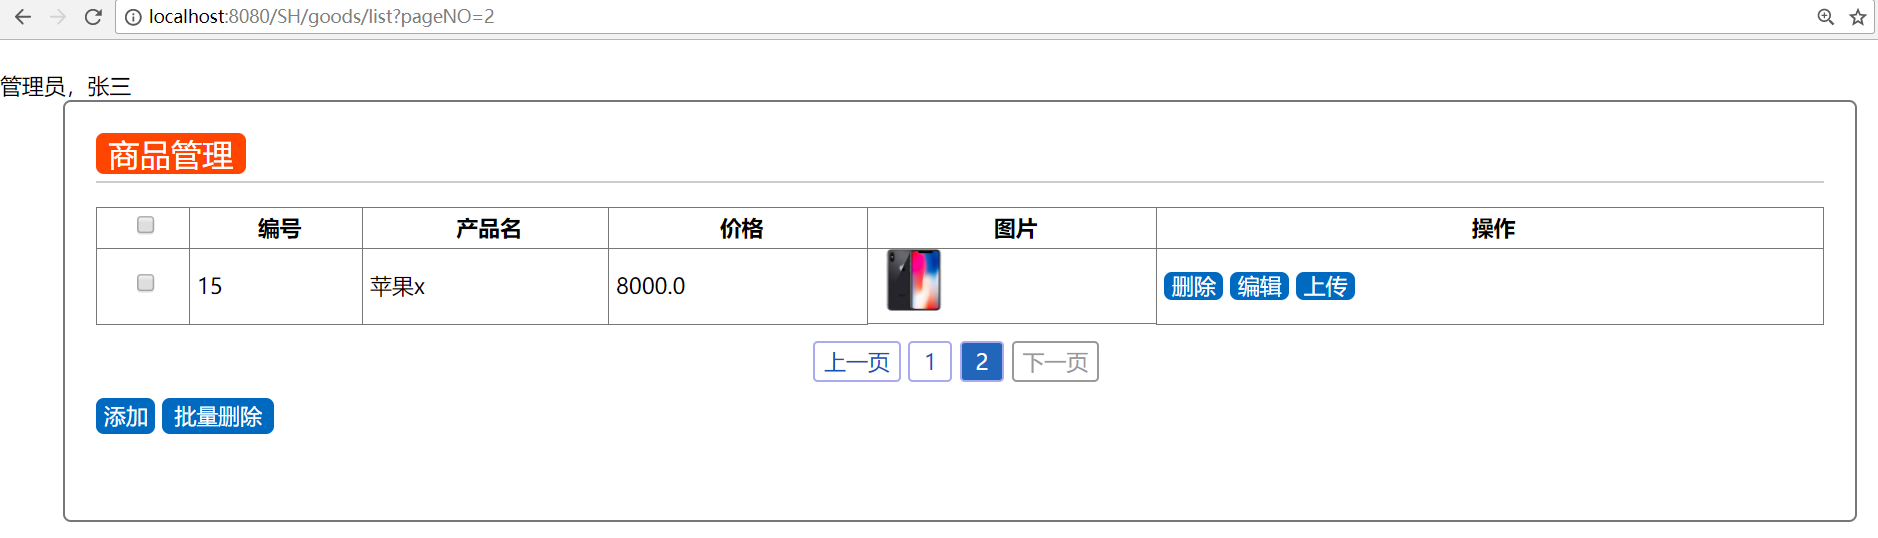 localhost:8080/SH/goods/list?pageNO=2
管理员，张三
商品管理
编号 产品名 价格 图片 操作
15 苹果x 8000.0 删除 编辑 上传
上一页 1 2 下一页
添加 批量删除